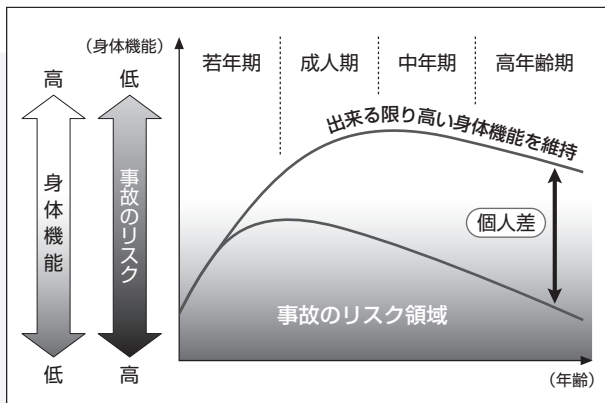 （身体機能）
高
低
若年期
成人期
中年期
高年齢期
出来る限り高い身体機能を維持
身体機能
事故のリスク
個人差
事故のリスク領域
低
高
（年齢）